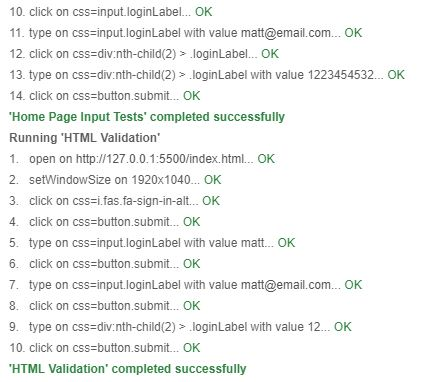 10. click on css=input.loginLabel... OK
11. type on css=input.loginLabel with value matt@email.com... OK
12. click on css=div:nth-child(2) > .loginLabel... OK
13. type on css=div:nth-child(2) > .loginLabel with value 1223454532... OK
14. click on css=button.submit... OK
'Home Page Input Tests' completed successfully
Running 'HTML Validation'
1. open on http://127.0.0.1:5500/index.html... OK
2. setWindowSize on 1920x1040... OK
3. click on css=i.fas.fa-sign-in-alt... OK
4. click on css=button.submit... OK
5. type on css=input.loginLabel with value matt... OK
6. click on css=button.submit... OK
7. type on css=input.loginLabel with value matt@email.com... OK
8. click on css=button.submit... OK
9. type on css=div:nth-child(2) > .loginLabel with value 12... OK
10. click on css=button.submit... OK
'HTML Validation' completed successfully